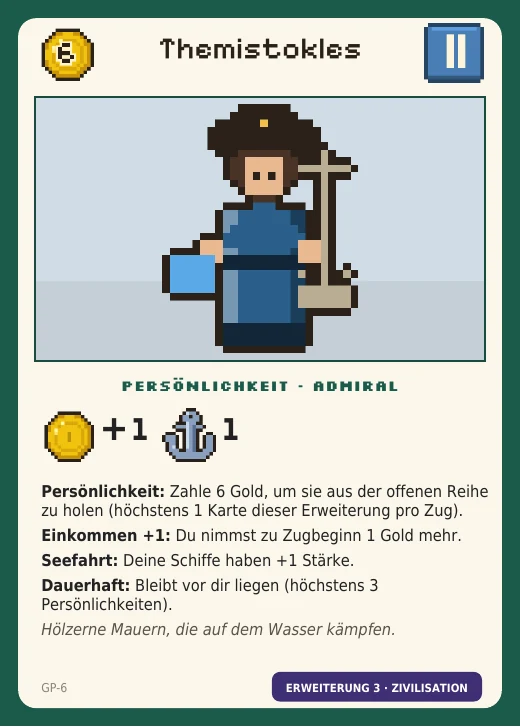 6
Themistokles
II
PERSÖNLICHKEIT · ADMIRAL
+1 1
Persönlichkeit: Zahle 6 Gold, um sie aus der offenen Reihe
zu holen (höchstens 1 Karte dieser Erweiterung pro Zug).
Einkommen +1: Du nimmst zu Zugbeginn 1 Gold mehr.
Seefahrt: Deine Schiffe haben +1 Stärke.
Dauerhaft: Bleibt vor dir liegen (höchstens 3
Persönlichkeiten).
Hölzerne Mauern, die auf dem Wasser kämpfen.
GP-6
ERWEITERUNG 3 · ZIVILISATION